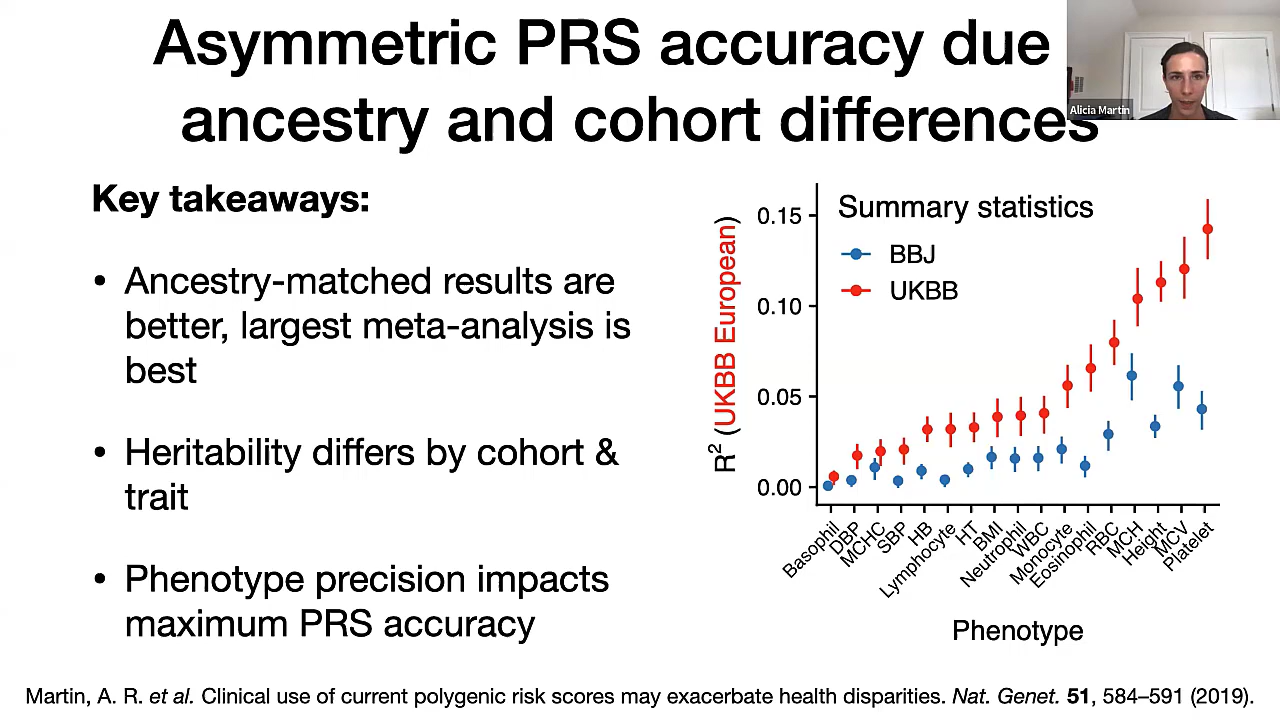 Asymmetric PRS accuracy due
ancestry and cohort differences
Alicia Martin
Key takeaways:
• Ancestry-matched results are
better, largest meta-analysis is
best
• Heritability differs by cohort &
trait
• Phenotype precision impacts
maximum PRS accuracy
Summary statistics
BBJ
UKBB
R² (UKBB European)
0.15
0.10
0.05
0.00
Basophil
DBP
MCHC
SBP
HB
Lymphocyte
HT
BMI
Neutrophil
WBC
Monocyte
Eosinophil
RBC
MCH
Height
MCV
Platelet
Phenotype
Martin, A. R. et al. Clinical use of current polygenic risk scores may exacerbate health disparities. Nat. Genet. 51, 584–591 (2019).